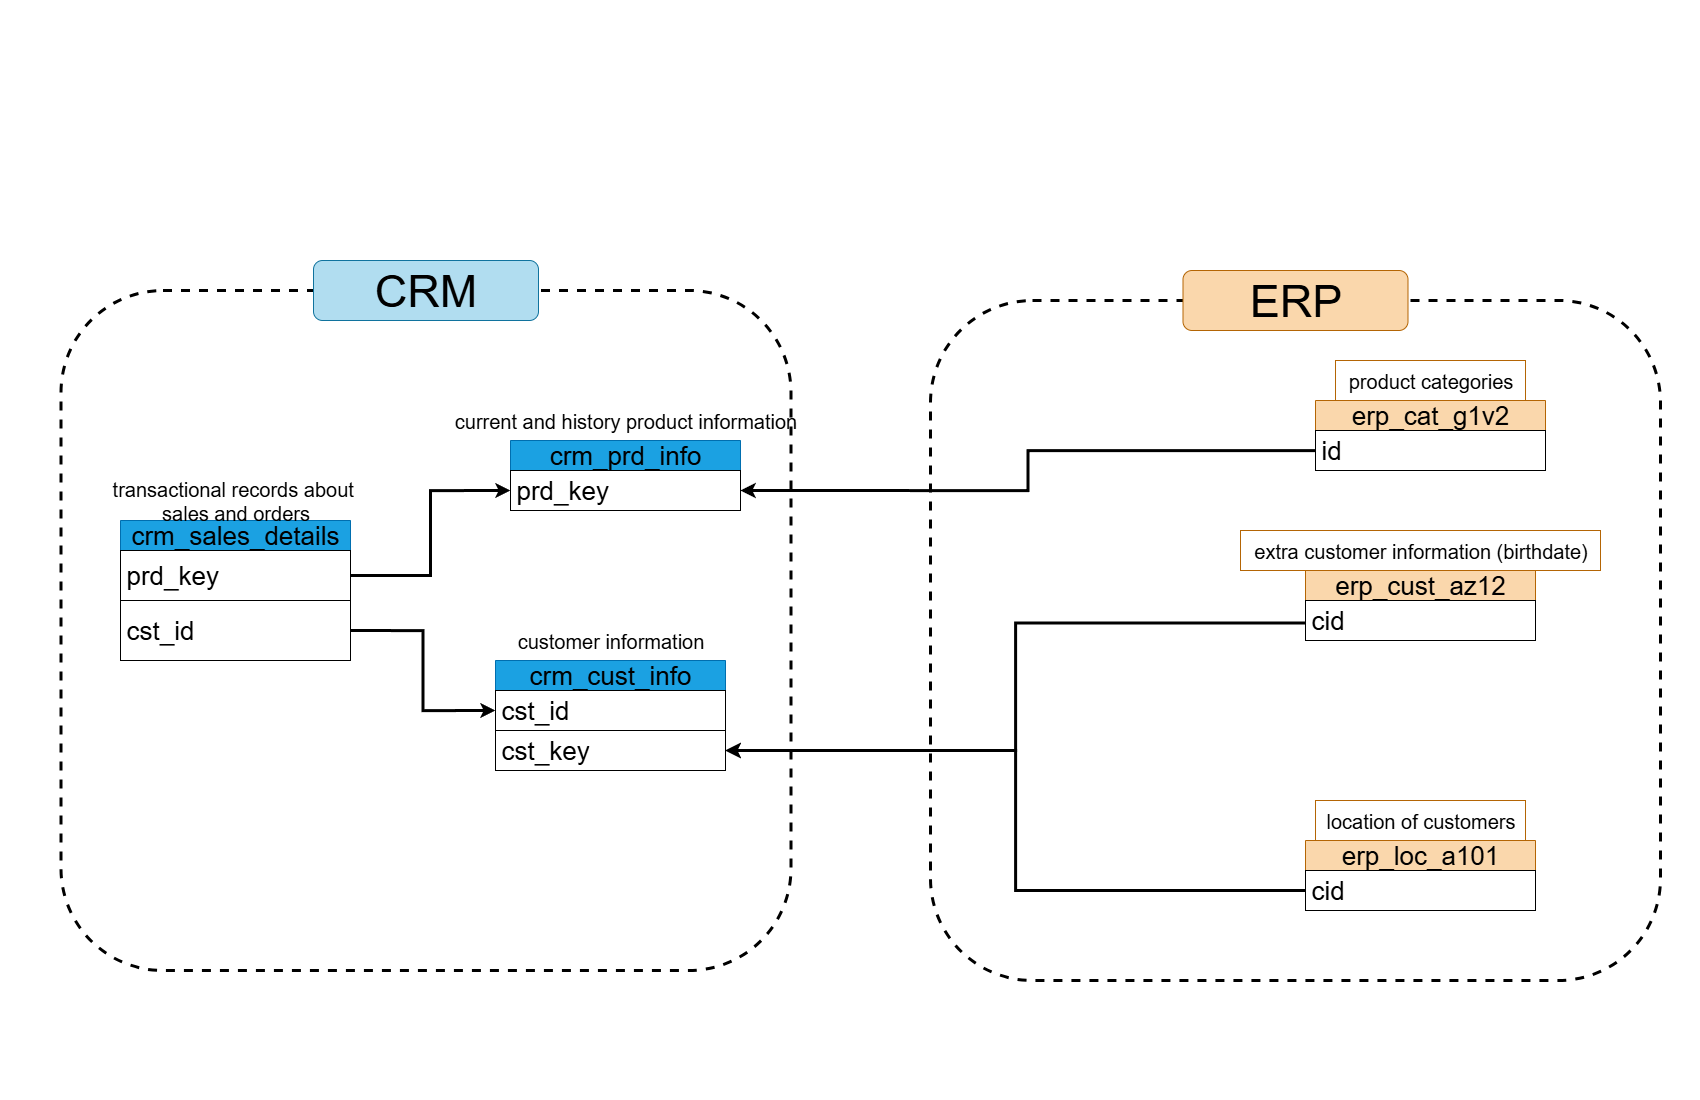 CRM
current and history product information
crm_prd_info
prd_key
transactional records about
sales and orders
crm_sales_details
prd_key
cst_id
customer information
crm_cust_info
cst_id
cst_key
ERP
product categories
erp_cat_g1v2
id
extra customer information (birthdate)
erp_cust_az12
cid
location of customers
erp_loc_a101
cid